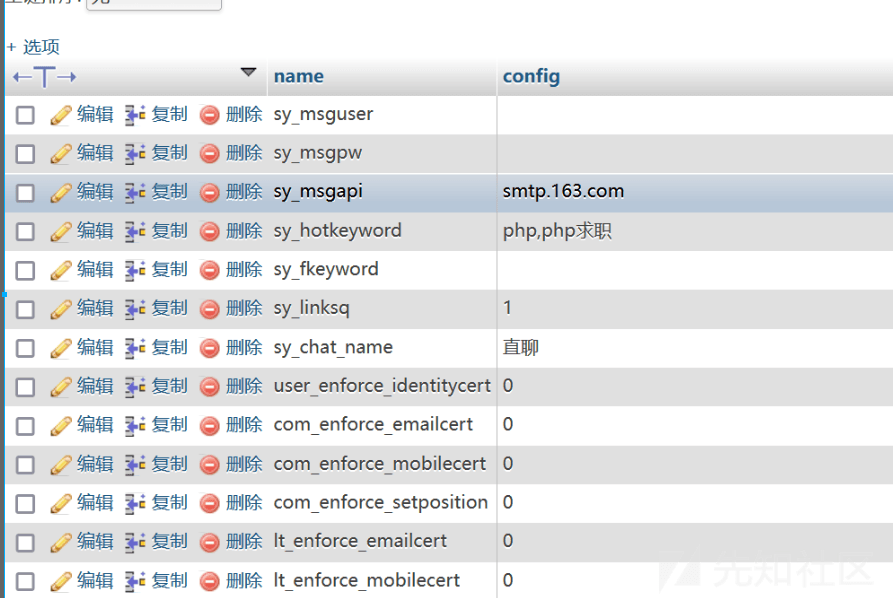 + 选项
←T→ name config
编辑 复制 删除 sy_msguser
编辑 复制 删除 sy_msgpw
编辑 复制 删除 sy_msgapi smtp.163.com
编辑 复制 删除 sy_hotkeyword php,php求职
编辑 复制 删除 sy_fkeyword
编辑 复制 删除 sy_linksq 1
编辑 复制 删除 sy_chat_name 直聊
编辑 复制 删除 user_enforce_identitycert 0
编辑 复制 删除 com_enforce_emailcert 0
编辑 复制 删除 com_enforce_mobilecert 0
编辑 复制 删除 com_enforce_setposition 0
编辑 复制 删除 lt_enforce_emailcert 0
编辑 复制 删除 lt_enforce_mobilecert 0
先知社区